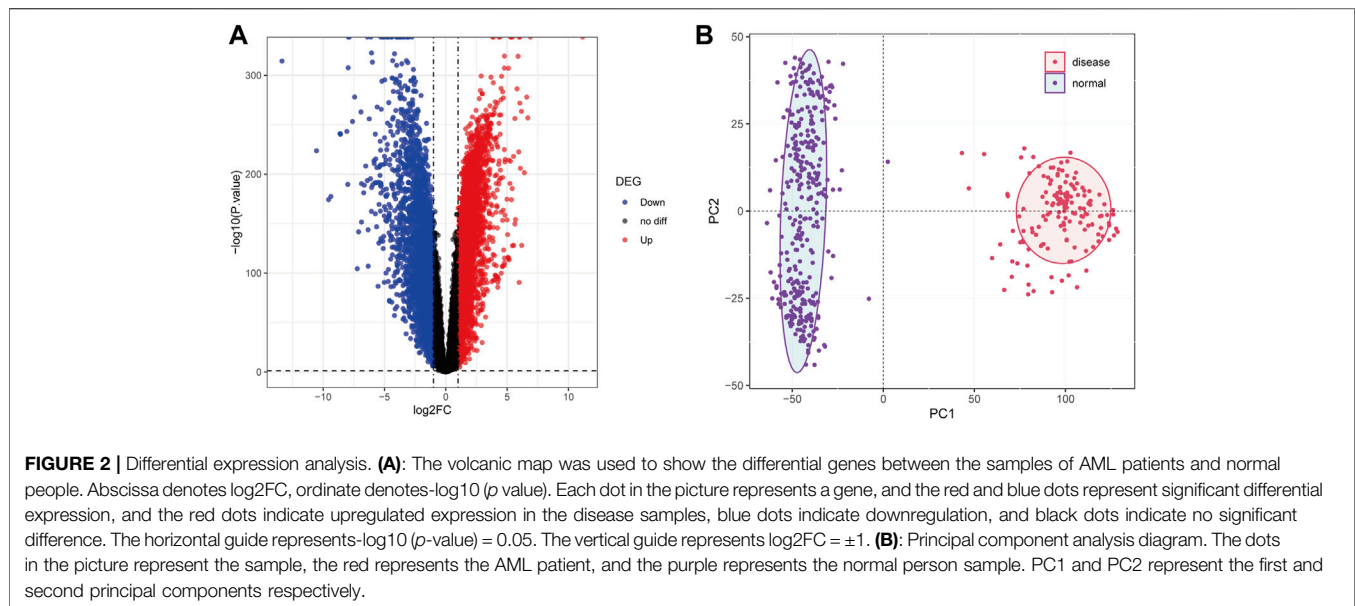 A
−log10(P.value)
300
200
100
0
−10
−5
0
5
10
log2FC
DEG
Down
no diff
Up
B
PC2
50
25
0
−25
−50
−50
0
50
100
PC1
disease
normal
FIGURE 2 | Differential expression analysis. (A): The volcanic map was used to show the differential genes between the samples of AML patients and normal
people. Abscissa denotes log2FC, ordinate denotes-log10 (p value). Each dot in the picture represents a gene, and the red and blue dots represent significant differential
expression, and the red dots indicate upregulated expression in the disease samples, blue dots indicate downregulation, and black dots indicate no significant
difference. The horizontal guide represents-log10 (p-value) = 0.05. The vertical guide represents log2FC = ±1. (B): Principal component analysis diagram. The dots
in the picture represent the sample, the red represents the AML patient, and the purple represents the normal person sample. PC1 and PC2 represent the first and
second principal components respectively.